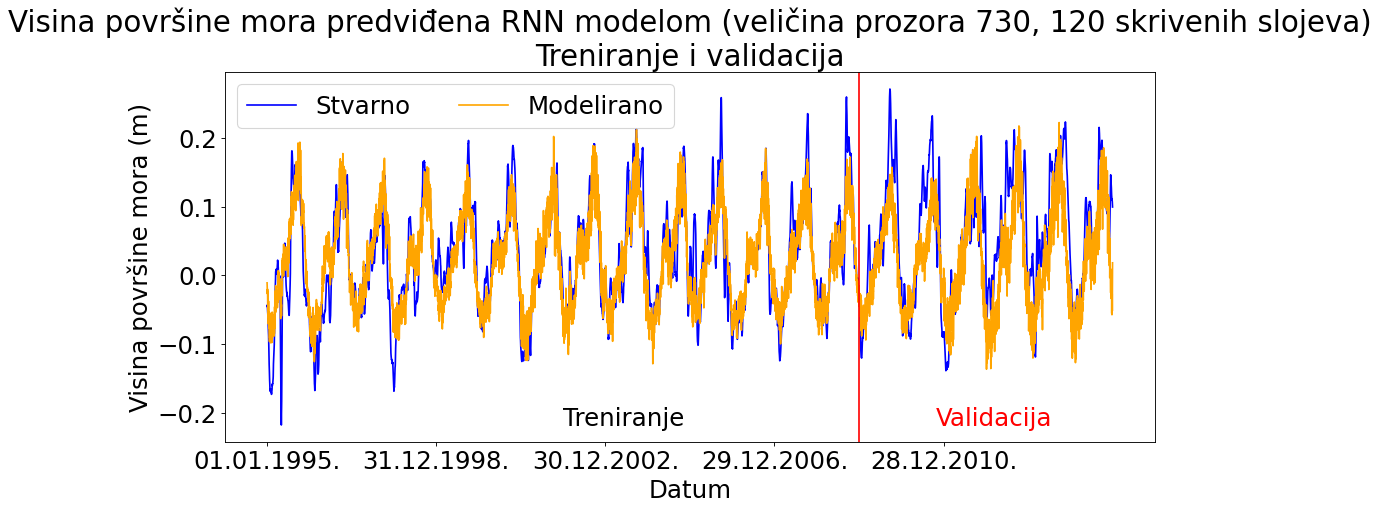 Visina površine mora predviđena RNN modelom (veličina prozora 730, 120 skrivenih slojeva)
Treniranje i validacija
Stvarno Modelirano
Visina površine mora (m)
0.2
0.1
0.0
−0.1
−0.2
Treniranje Validacija
01.01.1995. 31.12.1998. 30.12.2002. 29.12.2006. 28.12.2010.
Datum